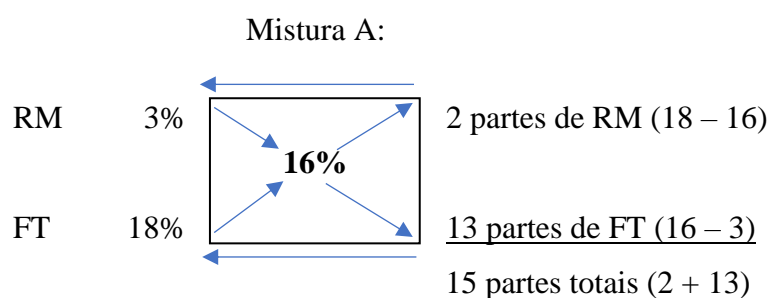 Mistura A:
RM 3% 2 partes de RM (18 – 16)
16%
FT 18% 13 partes de FT (16 – 3)
15 partes totais (2 + 13)